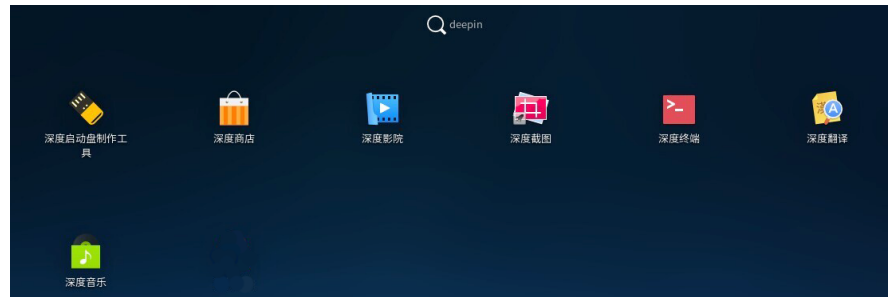 deepin
深度启动盘制作工
具
深度商店
深度影院
深度截图
深度终端
深度翻译
深度音乐